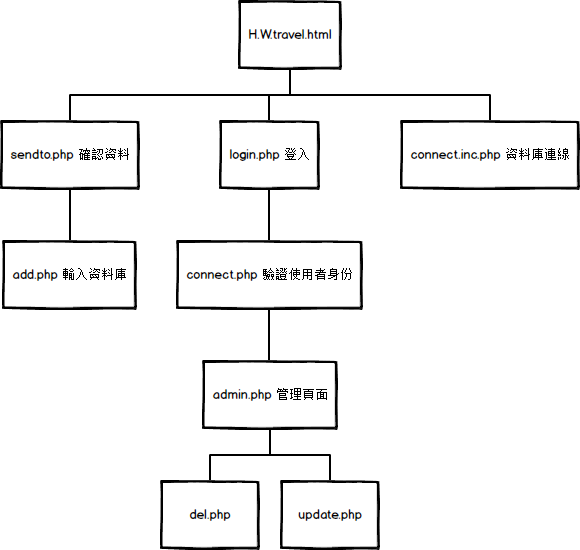 H.W.travel.html
sendto.php 確認資料
login.php 登入
connect.inc.php 資料庫連線
add.php 輸入資料庫
connect.php 驗證使用者身份
admin.php 管理頁面
del.php
update.php